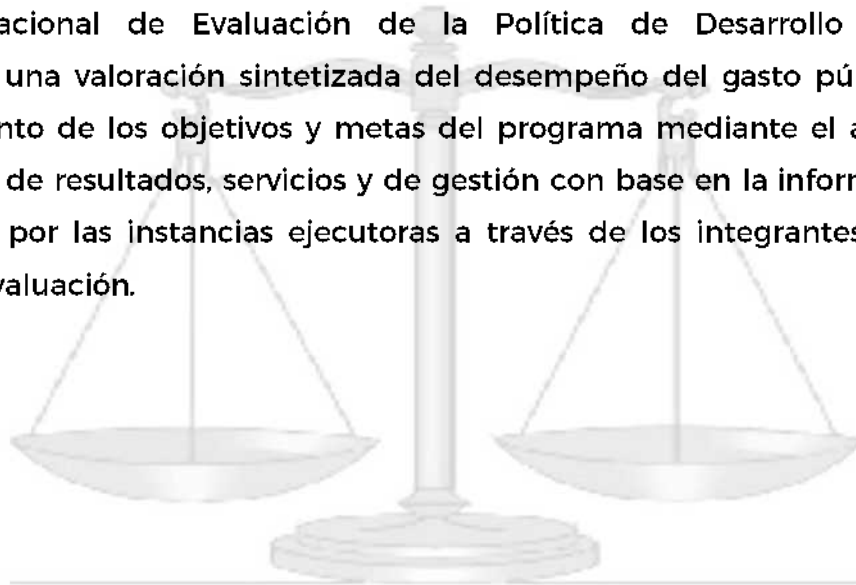 acional de Evaluación de la Política de Desarrollo
una valoración sintetizada del desempeño del gasto pú
nto de los objetivos y metas del programa mediante el a
de resultados, servicios y de gestión con base en la inform
por las instancias ejecutoras a través de los integrantes
valuación.